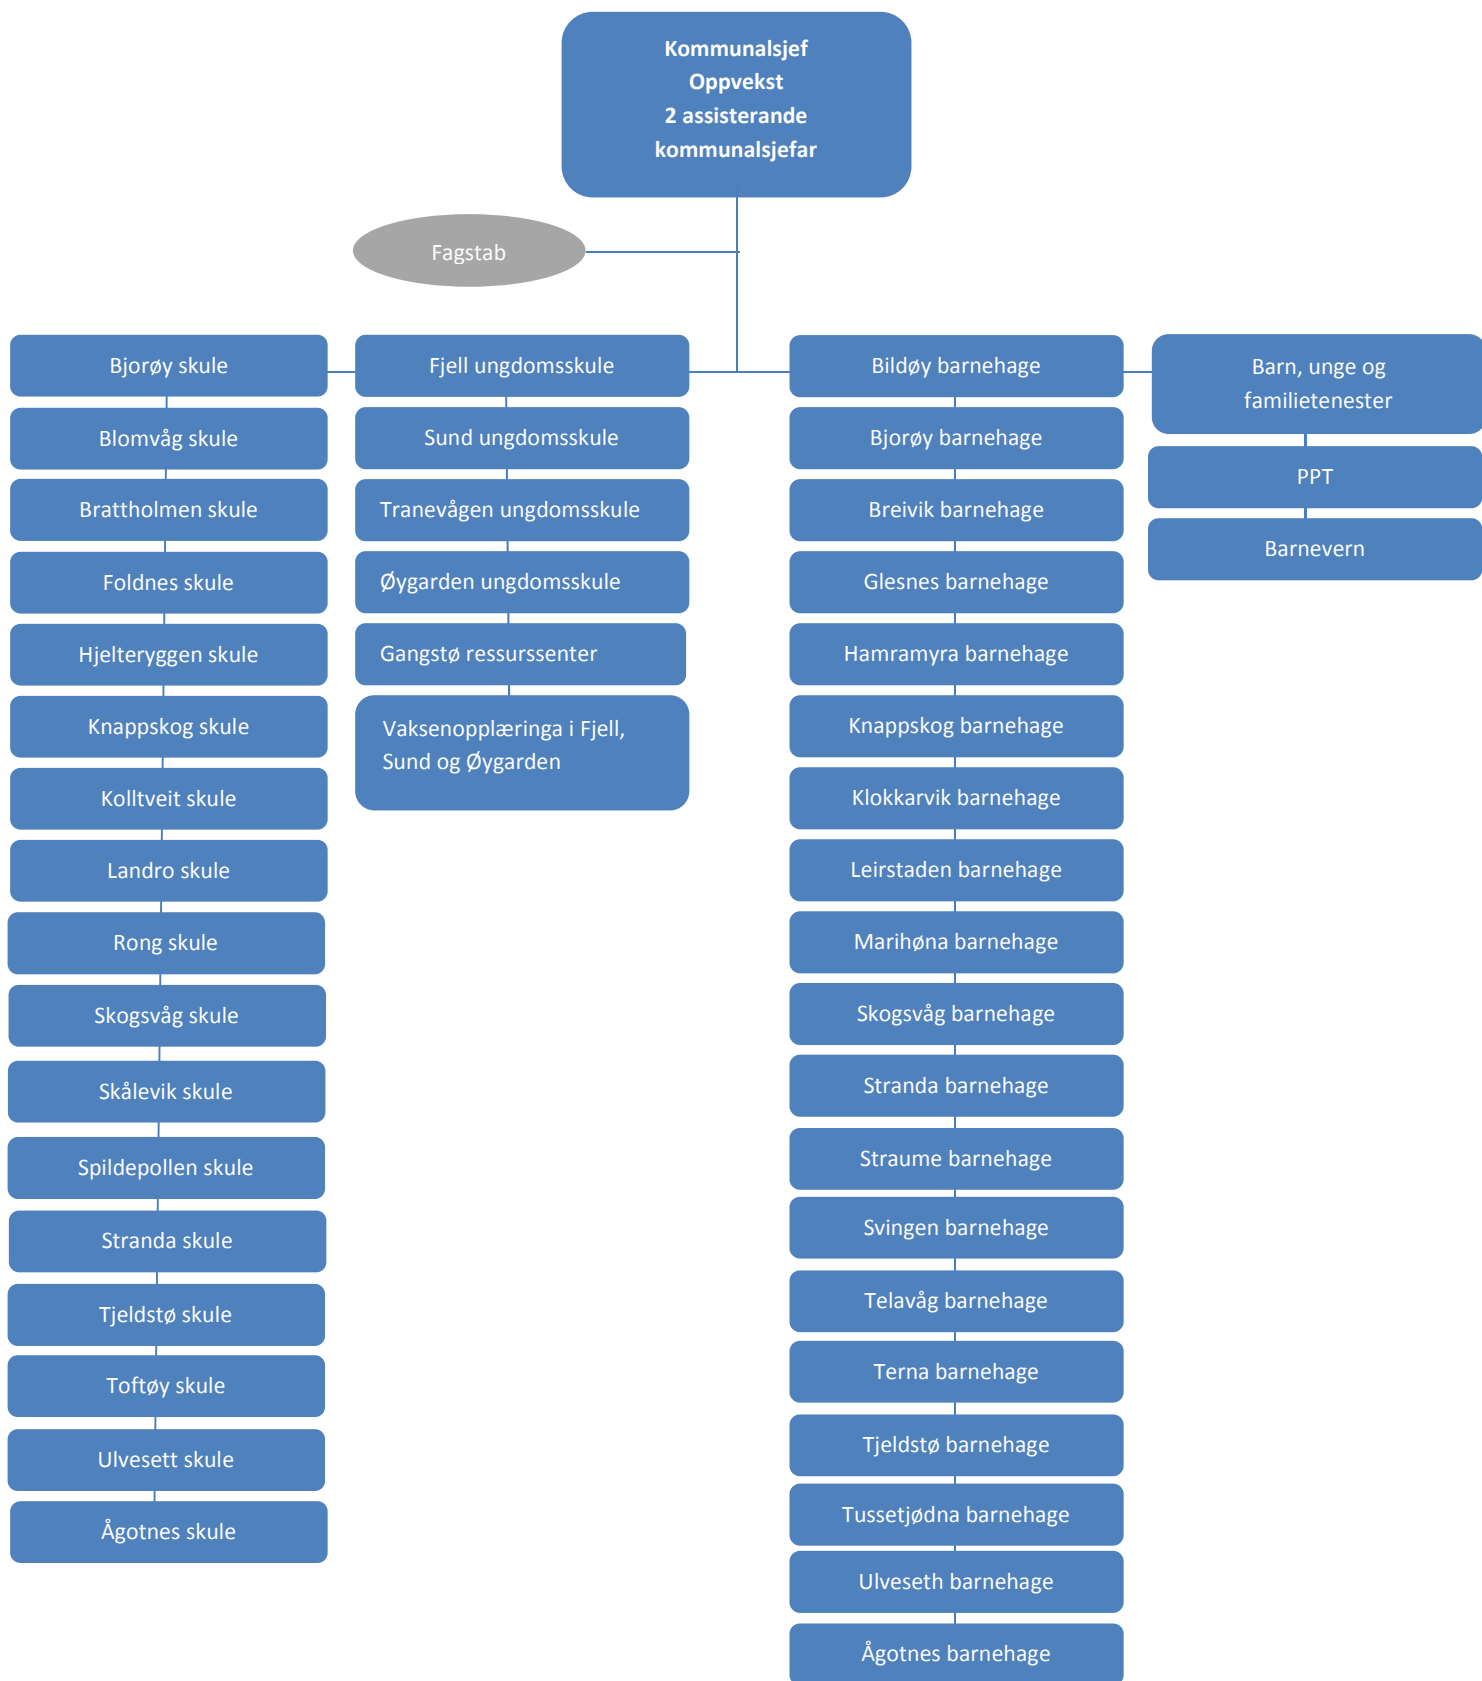 Kommunalsjef
Oppvekst
2 assisterande
kommunalsjefar
Fagstab
Bjorøy skule
Blomvåg skule
Brattholmen skule
Foldnes skule
Hjelteryggen skule
Knappskog skule
Kolltveit skule
Landro skule
Rong skule
Skogsvåg skule
Skålevik skule
Spildepollen skule
Stranda skule
Tjeldstø skule
Toftøy skule
Ulvesett skule
Ågotnes skule
Fjell ungdomsskule
Sund ungdomsskule
Tranevågen ungdomsskule
Øygarden ungdomsskule
Gangstø ressurssenter
Vaksenopplæringa i Fjell,
Sund og Øygarden
Bildøy barnehage
Bjorøy barnehage
Breivik barnehage
Glesnes barnehage
Hamramyra barnehage
Knappskog barnehage
Klokkarvik barnehage
Leirstaden barnehage
Marihøna barnehage
Skogsvåg barnehage
Stranda barnehage
Straume barnehage
Svingen barnehage
Telavåg barnehage
Terna barnehage
Tjeldstø barnehage
Tussetjødna barnehage
Ulveseth barnehage
Ågotnes barnehage
Barn, unge og
familietenester
PPT
Barnevern